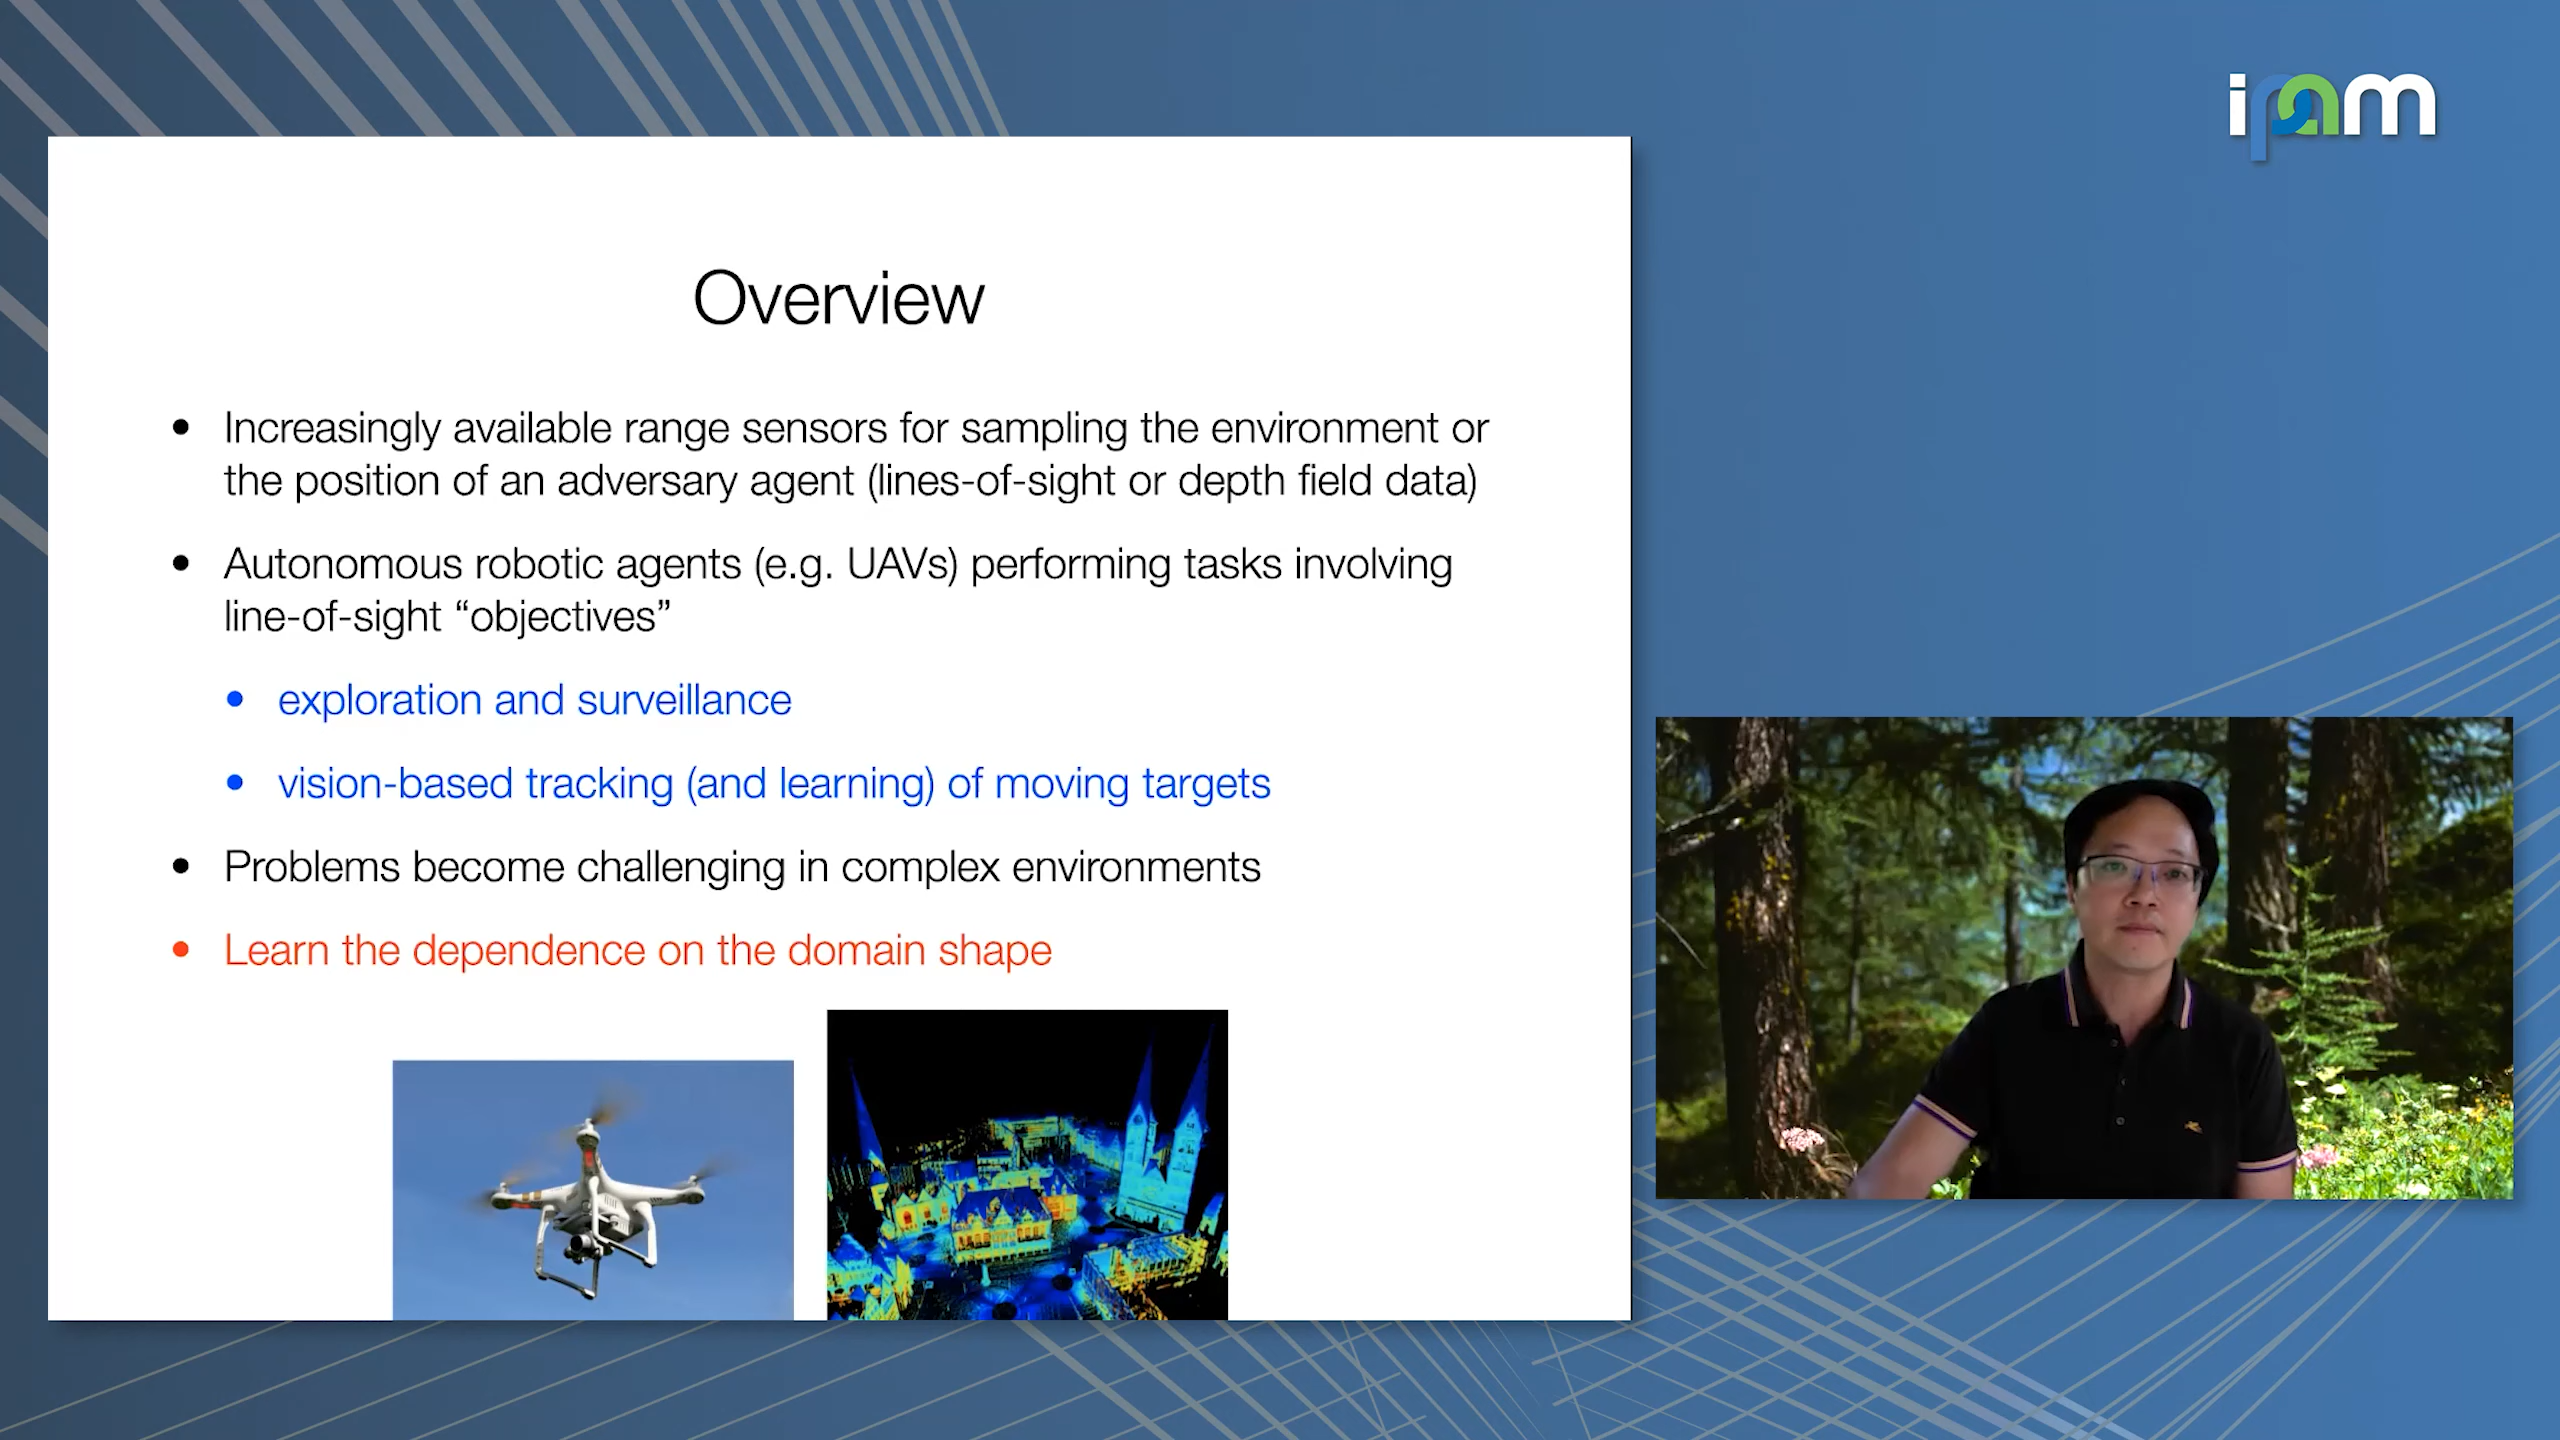 ipam
Overview
• Increasingly available range sensors for sampling the environment or
the position of an adversary agent (lines-of-sight or depth field data)
• Autonomous robotic agents (e.g. UAVs) performing tasks involving
line-of-sight “objectives”
• exploration and surveillance
• vision-based tracking (and learning) of moving targets
• Problems become challenging in complex environments
• Learn the dependence on the domain shape